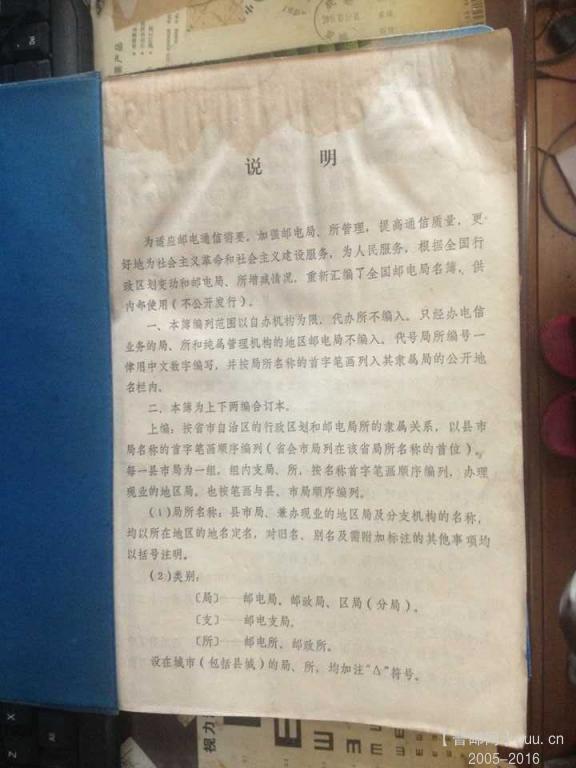 说 明
为适应邮电通信需要，加强邮电局、所管理，提高通信质量，更
好地为社会主义革命和社会主义建设服务，为人民服务，根据全国行
政区划变动和邮电局、所增减情况，重新汇编了全国邮电局名簿，供
内部使用（不公开发行）。
一、本簿编列范围以自办机构为限，代办所不编入。只经办电信
业务的局、所和纯属管理机构的地区邮电局不编入。代号局所编号一
律用中文数字编写，并按局所名称的首字笔画列入其隶属局的公开地
名栏内。
二、本簿为上下两编合订本。
上编：按省市自治区的行政区划和邮电局所的隶属关系，以县市
局名称的首字笔画顺序编列（省会市局列在该省局所名称的首位）。
每一县市局为一组，组内支局、所，按名称首字笔画顺序编列，办理
现业的地区局，也按笔画与县、市局顺序编列。
（1）局所名称：县市局、兼办现业的地区局及分支机构的名称，
均以所在地区的地名定名，对旧名、别名及需附加标注的其他事项均
以括号注明。
（2）类别：
〔局〕——邮电局、邮政局、区局（分局）。
〔支〕——邮电支局。
〔所〕——邮电所、邮政所。
设在城市（包括县城）的局、所，均加注“△”符号。
视力
E
Z
X
uu.cn
2005-2016